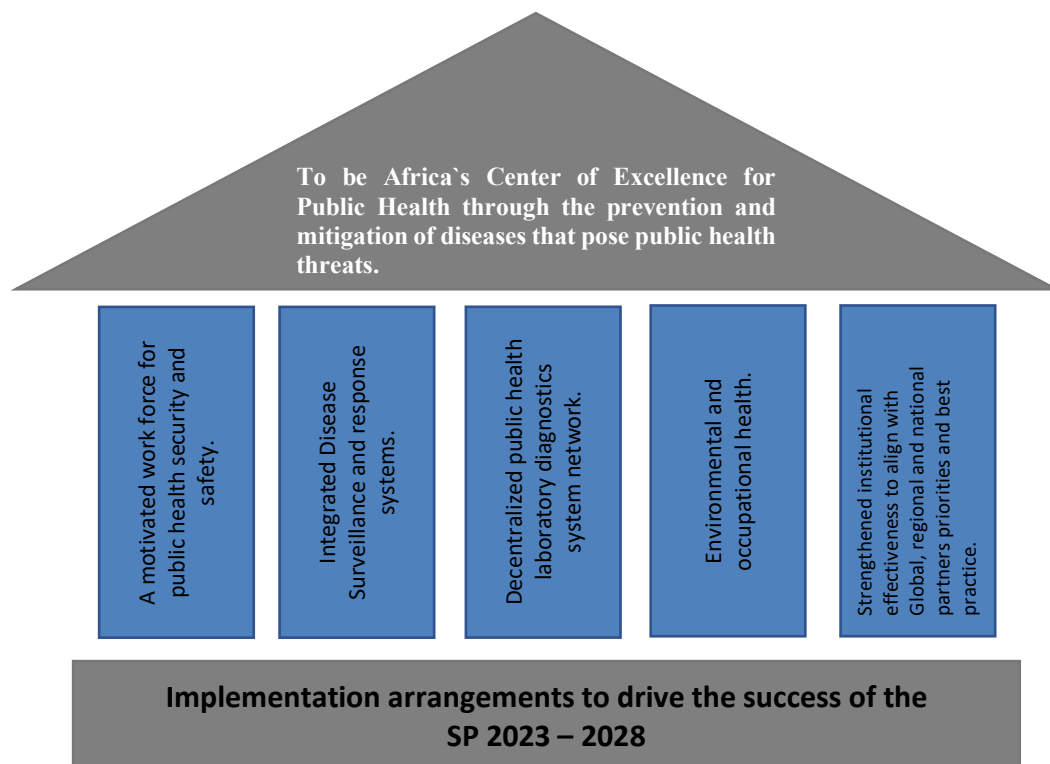 To be Africa`s Center of Excellence for
Public Health through the prevention and
mitigation of diseases that pose public health
threats.
A motivated work force for
public health security and
safety.
Integrated Disease
Surveillance and response
systems.
Decentralized public health
laboratory diagnostics
system network.
Environmental and
occupational health.
Strengthened institutional
effectiveness to align with
Global, regional and national
partners priorities and best
practice.
Implementation arrangements to drive the success of the
SP 2023 – 2028